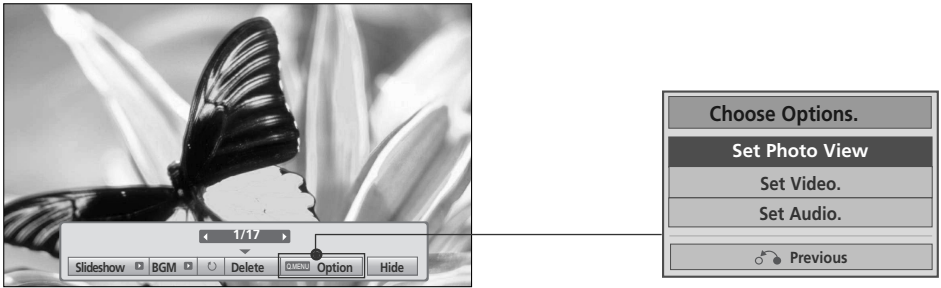 1/17
Slideshow BGM Delete Q.MENU Option Hide
Choose Options.
Set Photo View
Set Video.
Set Audio.
Previous